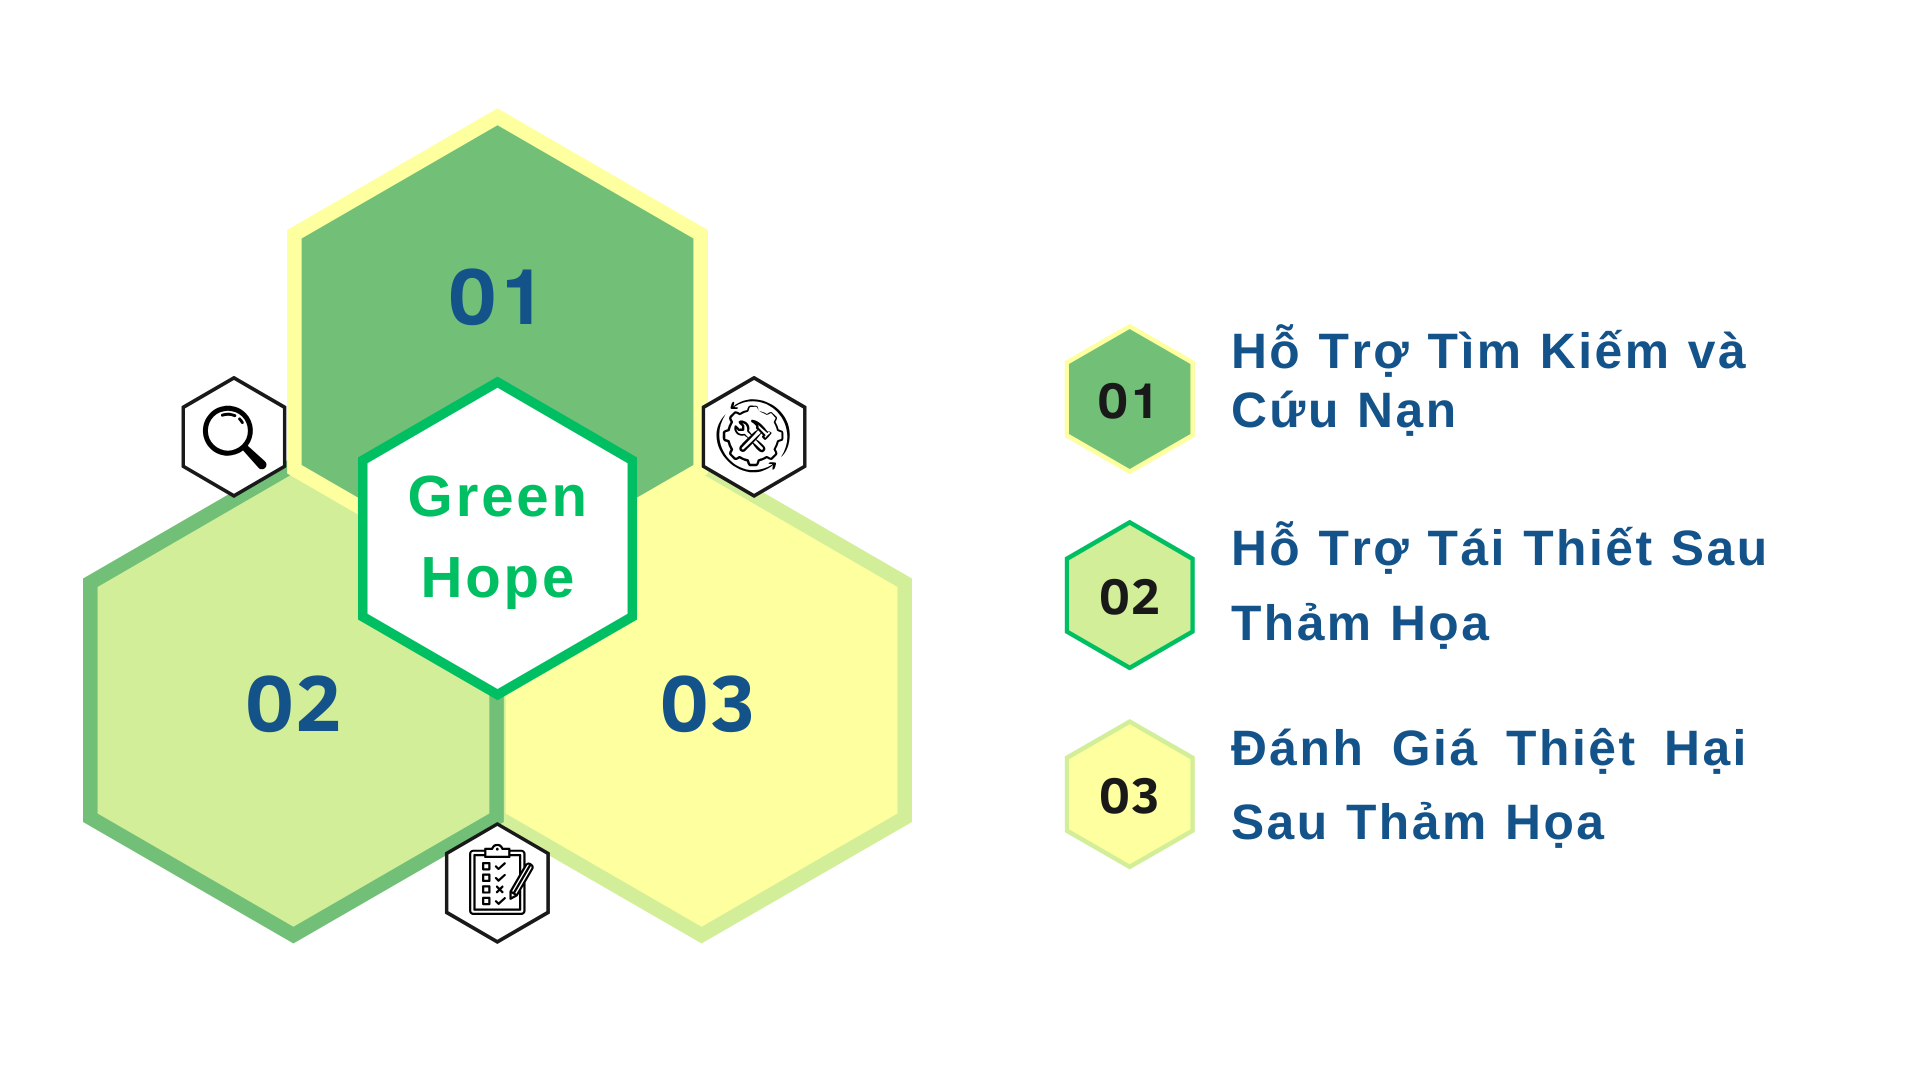 01
Green
Hope
02
03
01
Hỗ Trợ Tìm Kiếm và
Cứu Nạn
02
Hỗ Trợ Tái Thiết Sau
Thảm Họa
03
Đánh Giá Thiệt Hại
Sau Thảm Họa